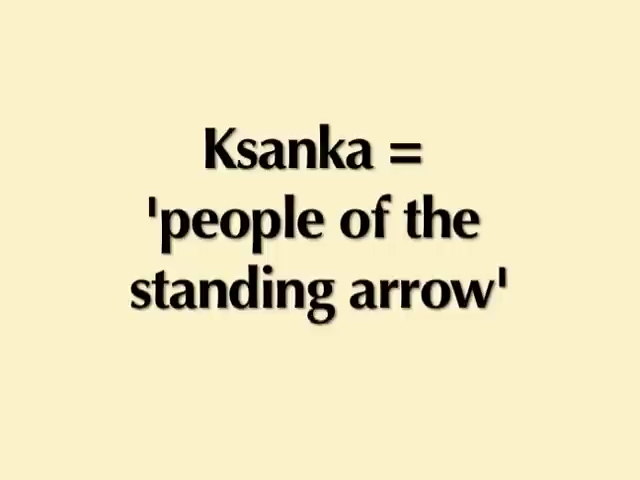 Ksanka =
'people of the
standing arrow'